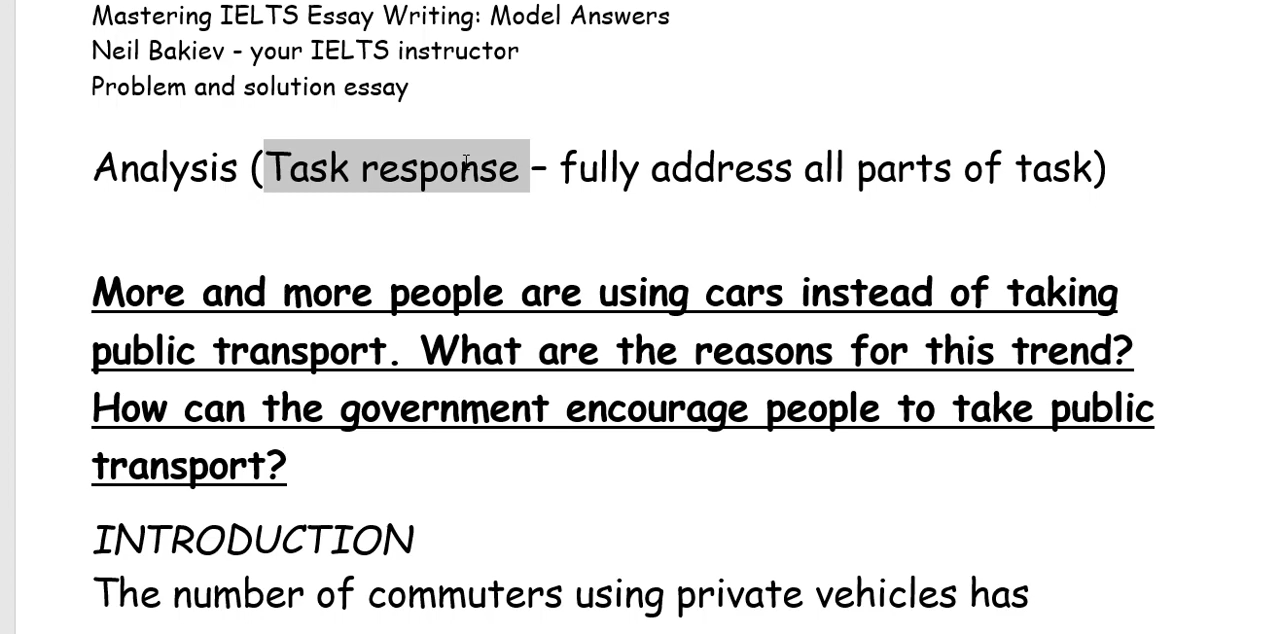 Mastering IELTS Essay Writing: Model Answers
Neil Bakiev - your IELTS instructor
Problem and solution essay
Analysis (Task response – fully address all parts of task)
More and more people are using cars instead of taking
public transport. What are the reasons for this trend?
How can the government encourage people to take public
transport?
INTRODUCTION
The number of commuters using private vehicles has